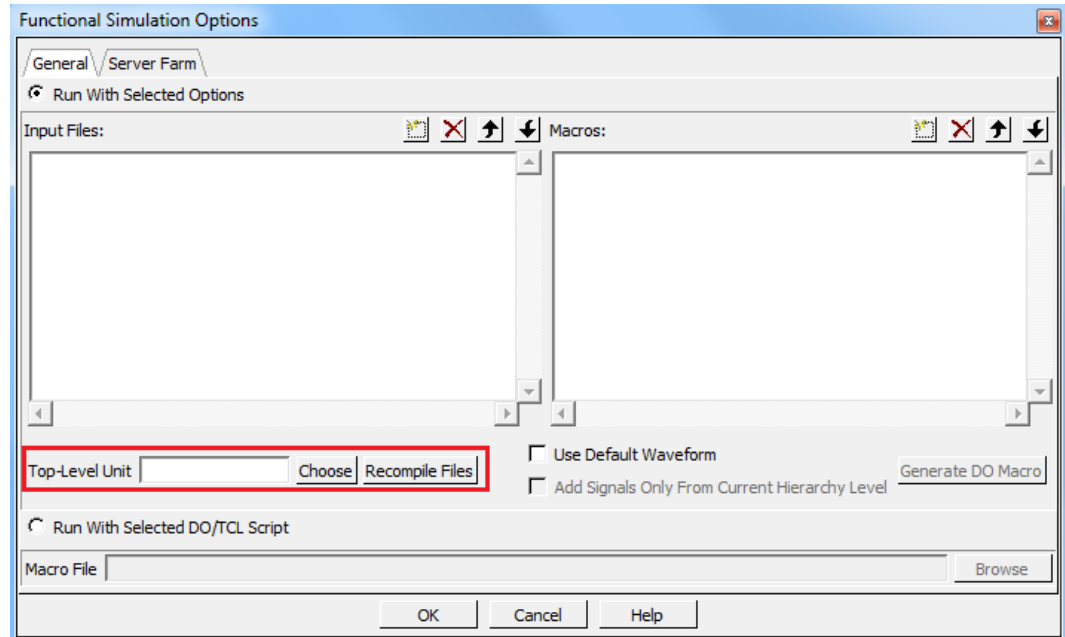 Functional Simulation Options
General Server Farm
Run With Selected Options
Input Files: Macros:
Use Default Waveform
Top-Level Unit Choose Recompile Files Generate DO Macro
Add Signals Only From Current Hierarchy Level
Run With Selected DO/TCL Script
Macro File Browse
OK Cancel Help